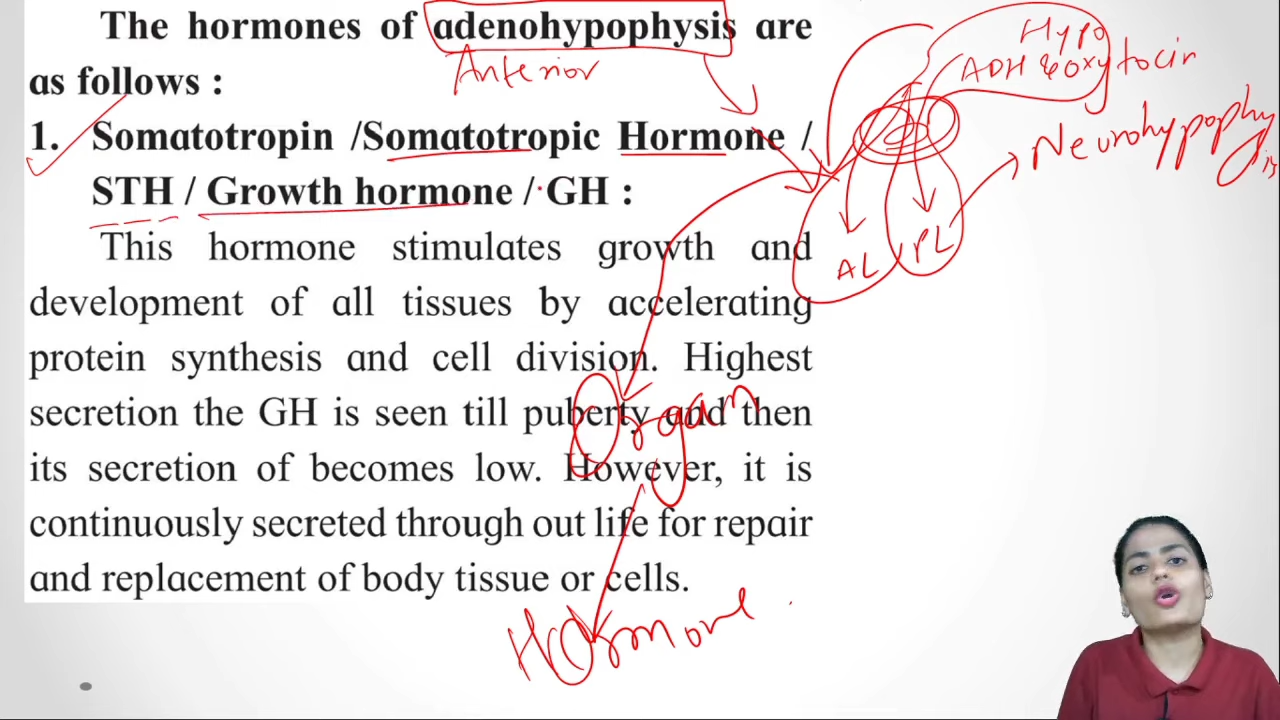 The hormones of adenohypophysis are
as follows :
Anterior
1. Somatotropin /Somatotropic Hormone /
STH / Growth hormone / GH :
This hormone stimulates growth and
development of all tissues by accelerating
protein synthesis and cell division. Highest
secretion the GH is seen till puberty and then
its secretion of becomes low. However, it is
continuously secreted through out life for repair
and replacement of body tissue or cells.
Hypo
ADH & Oxytocin
Neurohypophysis
AL
PL
Organ
Hormone